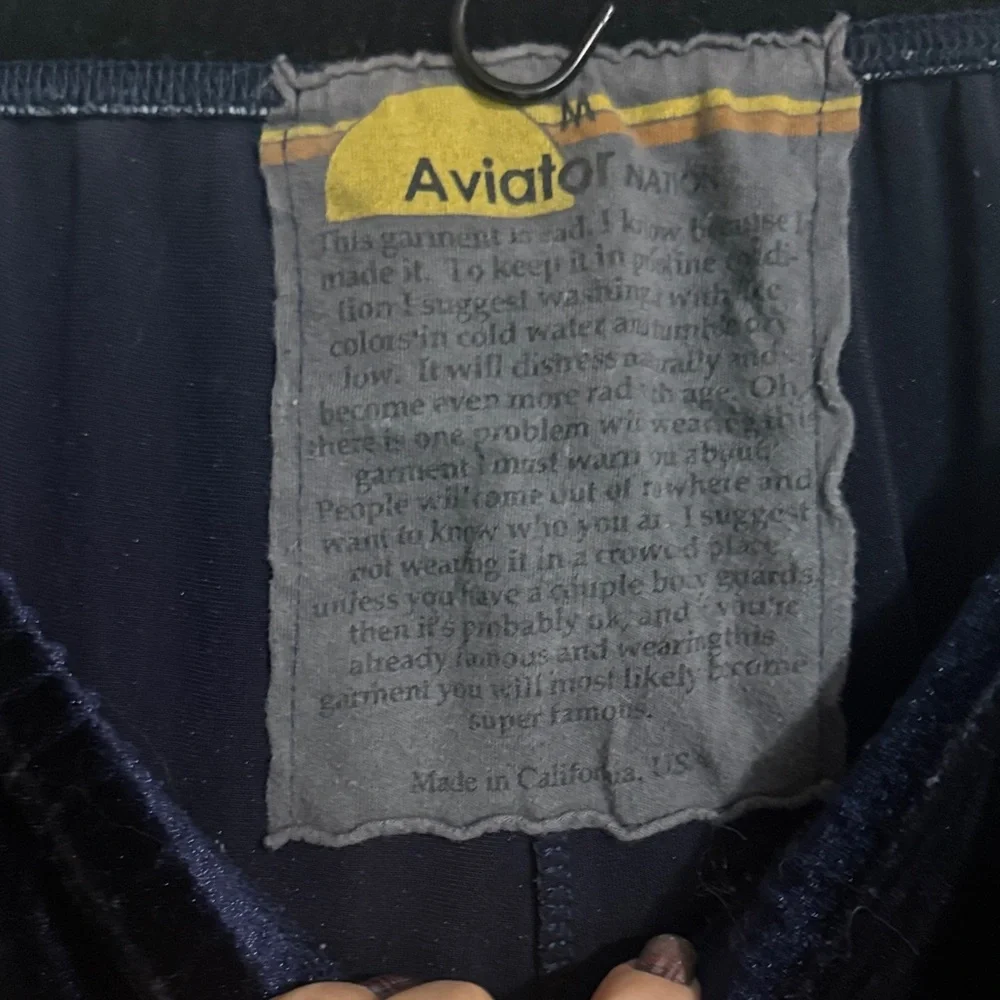 M
Aviator NATION
This garment is rad. I know because I
made it. To keep it in pristine condi-
tion I suggest washing with like
colors in cold water and tumble dry
low. It will distress naturally and
become even more rad with age. Oh,
there is one problem with wearing this
garment I must warn you about.
People will come out of nowhere and
want to know who you are. I suggest
not wearing it in a crowded place
unless you have a couple body guards,
then it's probably ok, and if you're
already famous and wearing this
garment you will most likely become
super famous.
Made in California, USA